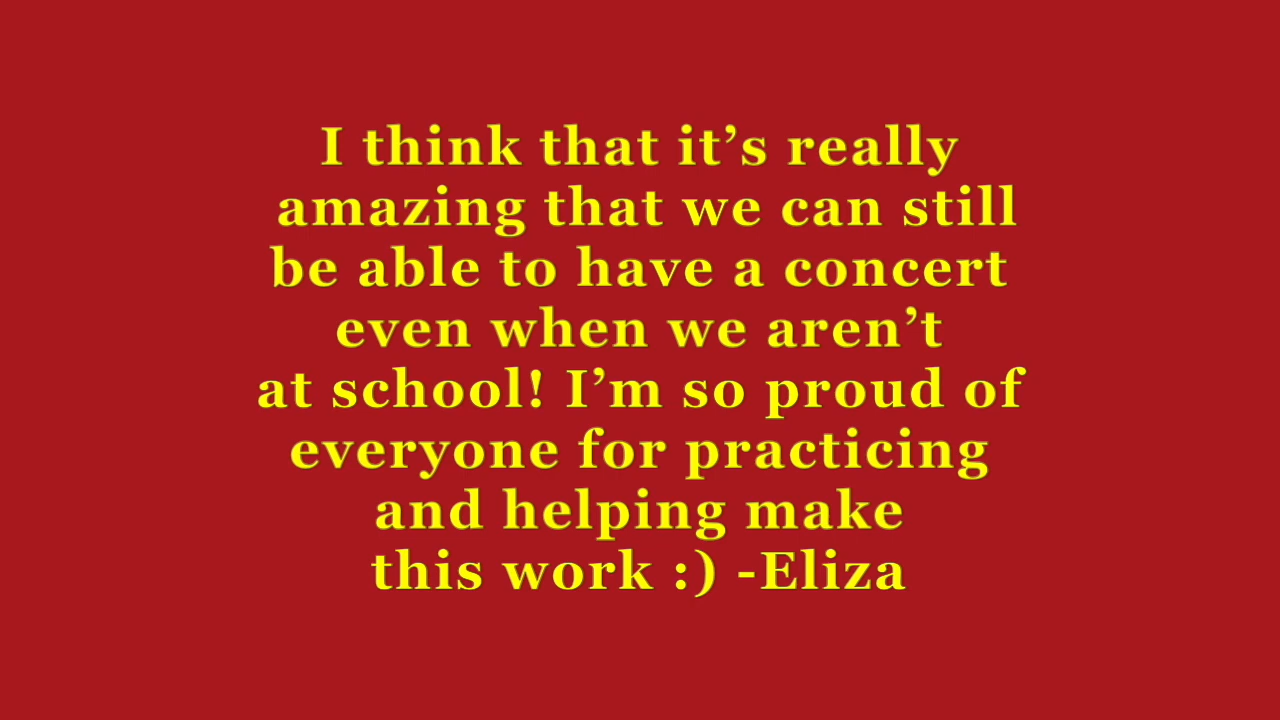 I think that it’s really
amazing that we can still
be able to have a concert
even when we aren’t
at school! I’m so proud of
everyone for practicing
and helping make
this work :) -Eliza